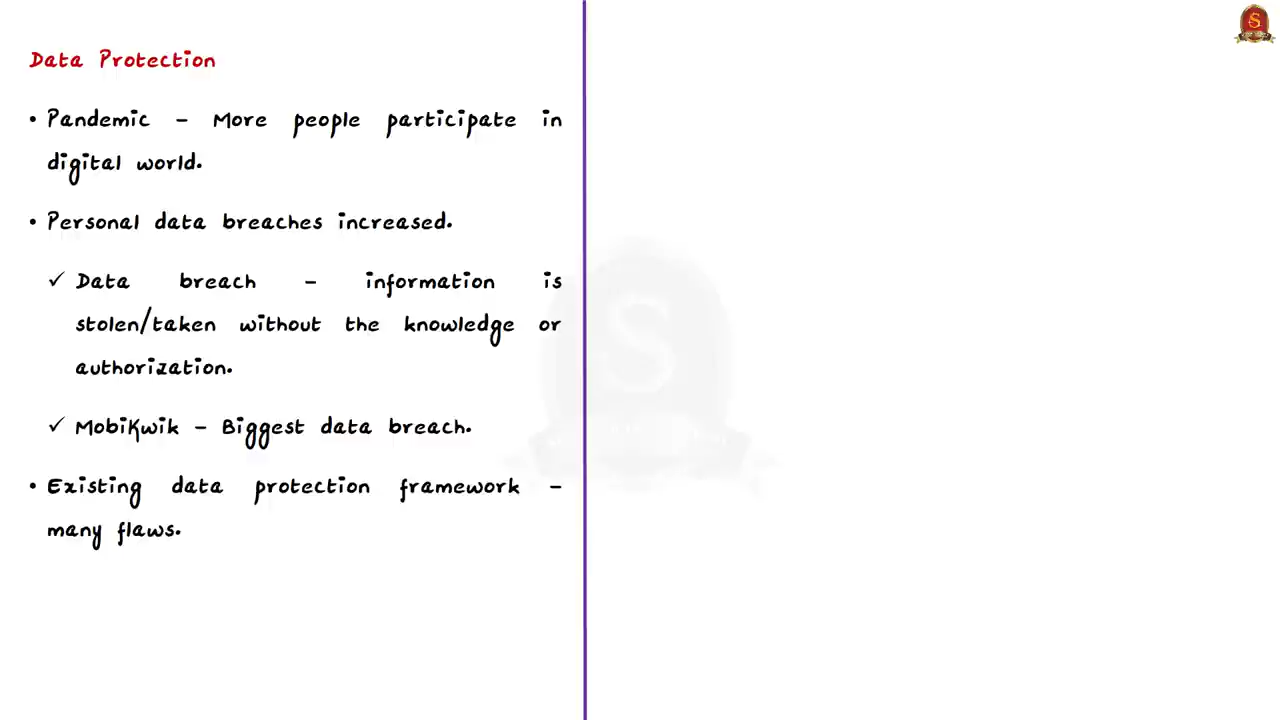 Data Protection
• Pandemic – More people participate in
digital world.
• Personal data breaches increased.
✓ Data breach – information is
stolen/taken without the knowledge or
authorization.
✓ MobiKwik – Biggest data breach.
• Existing data protection framework –
many flaws.
S
S